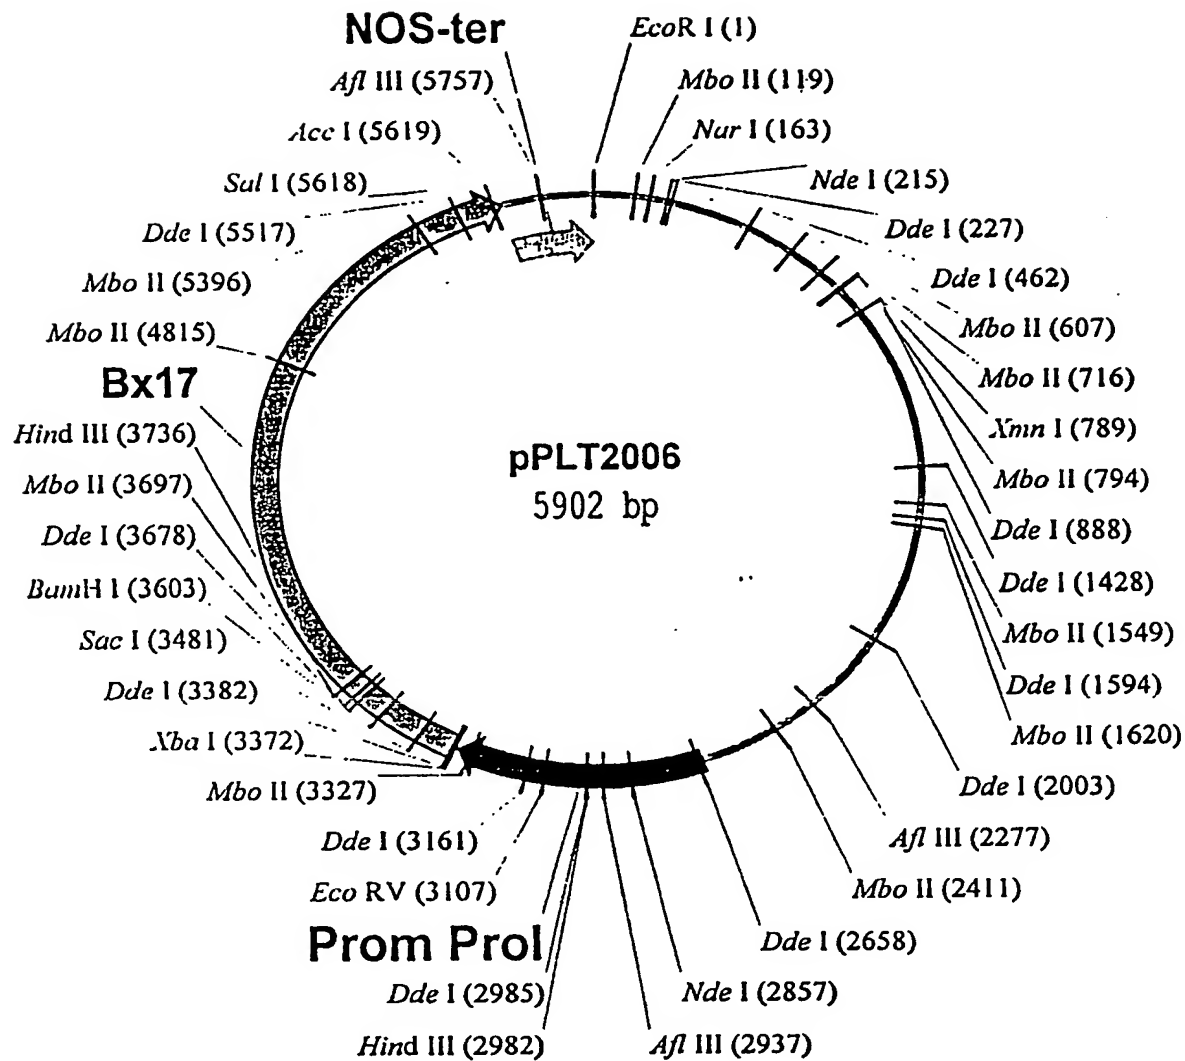 NOS-ter
EcoR I (1)
Afl III (5757)
Mbo II (119)
Acc I (5619)
Nar I (163)
Sal I (5618)
Nde I (215)
Dde I (5517)
Dde I (227)
Mbo II (5396)
Dde I (462)
Mbo II (4815)
Mbo II (607)
Bx17
Mbo II (716)
Hind III (3736)
Xmn I (789)
Mbo II (3697)
Mbo II (794)
pPLT2006
5902 bp
Dde I (3678)
Dde I (888)
BamH I (3603)
Dde I (1428)
Sac I (3481)
Mbo II (1549)
Dde I (3382)
Dde I (1594)
Xba I (3372)
Mbo II (1620)
Mbo II (3327)
Dde I (2003)
Dde I (3161)
Afl III (2277)
Eco RV (3107)
Mbo II (2411)
Prom Prol
Dde I (2658)
Dde I (2985)
Nde I (2857)
Hind III (2982)
Afl III (2937)